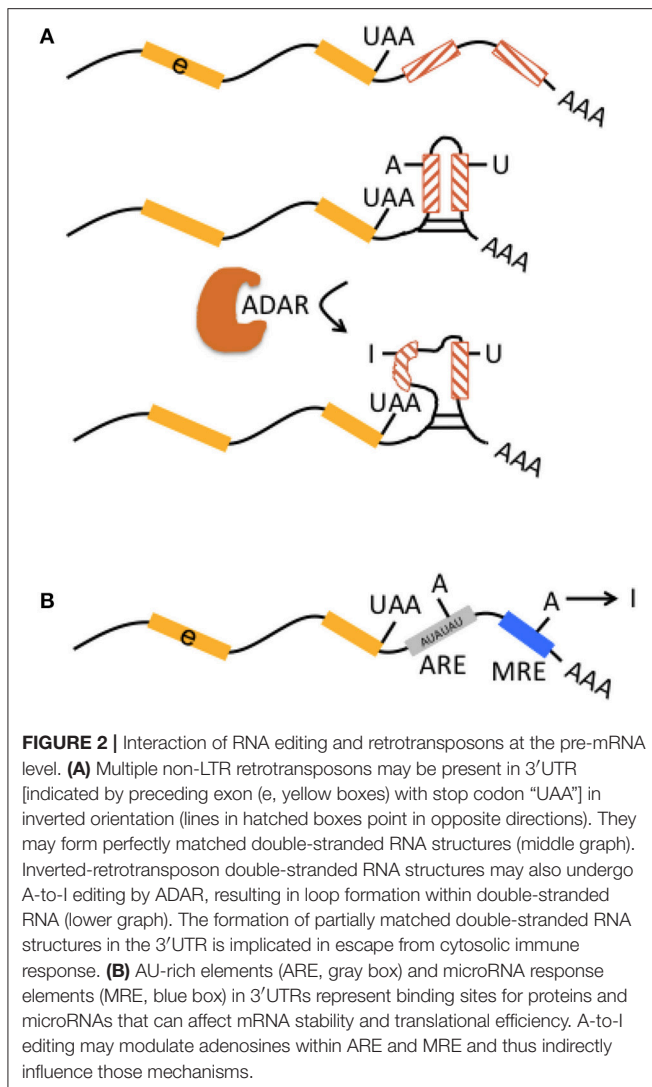 A
UAA
e
AAA
A
U
UAA
AAA
ADAR
I
U
UAA
AAA
B
UAA
A
A
I
e
AUAUAU
ARE
MRE
AAA
FIGURE 2 | Interaction of RNA editing and retrotransposons at the pre-mRNA
level. (A) Multiple non-LTR retrotransposons may be present in 3′UTR
[indicated by preceding exon (e, yellow boxes) with stop codon “UAA”] in
inverted orientation (lines in hatched boxes point in opposite directions). They
may form perfectly matched double-stranded RNA structures (middle graph).
Inverted-retrotransposon double-stranded RNA structures may also undergo
A-to-I editing by ADAR, resulting in loop formation within double-stranded
RNA (lower graph). The formation of partially matched double-stranded RNA
structures in the 3′UTR is implicated in escape from cytosolic immune
response. (B) AU-rich elements (ARE, gray box) and microRNA response
elements (MRE, blue box) in 3′UTRs represent binding sites for proteins and
microRNAs that can affect mRNA stability and translational efficiency. A-to-I
editing may modulate adenosines within ARE and MRE and thus indirectly
influence those mechanisms.